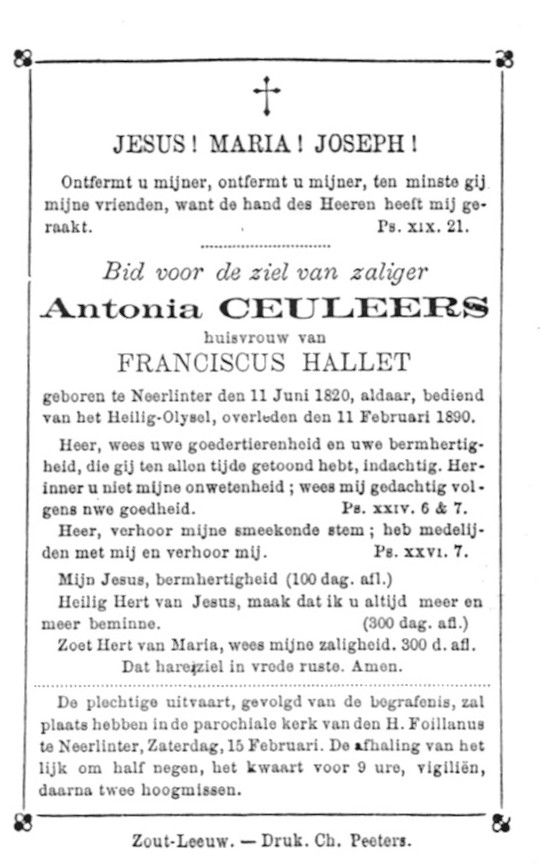 JESUS! MARIA! JOSEPH!
Ontfermt u mijner, ontfermt u mijner, ten minste gij
mijne vrienden, want de hand des Heeren heeft mij ge-
raakt. Ps. XIX. 21.
Bid voor de ziel van zaliger
Antonia CEULEERS
huisvrouw van
FRANCISCUS HALLET
geboren te Neerlinter den 11 Juni 1820, aldaar, bediend
van het Heilig-Olysel, overleden den 11 Februari 1890.
Heer, wees uwe goedertierenheid en uwe bermhertig-
heid, die gij ten allon tijde getoond hebt, indachtig. Her-
inner u niet mijne onwetenheid; wees mij gedachtig vol-
gens nwe goedheid. Ps. XXIV. 6 & 7.
Heer, verhoor mijne smeekende stem; heb medelij-
den met mij en verhoor mij. Ps. XXVI. 7.
Mijn Jesus, bermhertigheid (100 dag. afl.)
Heilig Hert van Jesus, maak dat ik u altijd meer en
meer beminne. (300 dag. afl.)
Zoet Hert van Maria, wees mijne zaligheid. 300 d. afl.
Dat hare ziel in vrede ruste. Amen.
De plechtige uitvaart, gevolgd van de begrafenis, zal
plaats hebben in de parochiale kerk van den H. Foillanus
te Neerlinter, Zaterdag, 15 Februari. De afhaling van het
lijk om half negen, het kwaart voor 9 ure, vigiliën,
daarna twee hoogmissen.
Zout-Leeuw. — Druk. Ch. Peeters.